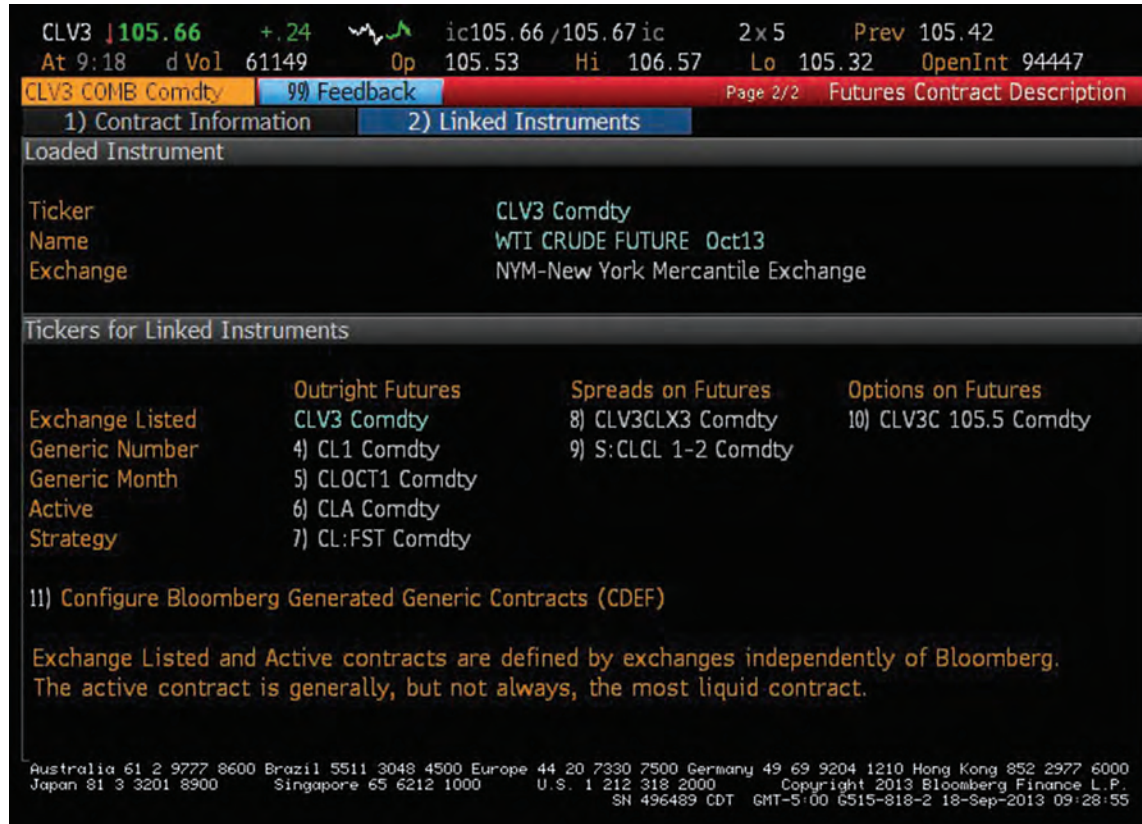 CLV3 ↓105.66 +.24 ic105.66/105.67ic 2x5 Prev 105.42
At 9:18 d Vol 61149 Op 105.53 Hi 106.57 Lo 105.32 OpenInt 94447
CLV3 COMB Comdty 99) Feedback Page 2/2 Futures Contract Description
1) Contract Information 2) Linked Instruments
Loaded Instrument
Ticker CLV3 Comdty
Name WTI CRUDE FUTURE Oct13
Exchange NYM-New York Mercantile Exchange
Tickers for Linked Instruments
Outright Futures Spreads on Futures Options on Futures
Exchange Listed CLV3 Comdty 8) CLV3CLX3 Comdty 10) CLV3C 105.5 Comdty
Generic Number 4) CL1 Comdty 9) S:CLCL 1-2 Comdty
Generic Month 5) CLOCT1 Comdty
Active 6) CLA Comdty
Strategy 7) CL:FST Comdty
11) Configure Bloomberg Generated Generic Contracts (CDEF)
Exchange Listed and Active contracts are defined by exchanges independently of Bloomberg.
The active contract is generally, but not always, the most liquid contract.
Australia 61 2 9777 8600 Brazil 5511 3048 4500 Europe 44 20 7330 7500 Germany 49 69 9204 1210 Hong Kong 852 2977 6000
Japan 81 3 3201 8900 Singapore 65 6212 1000 U.S. 1 212 318 2000 Copyright 2013 Bloomberg Finance L.P.
SN 496489 CDT GMT-5:00 G515-818-2 18-Sep-2013 09:28:55